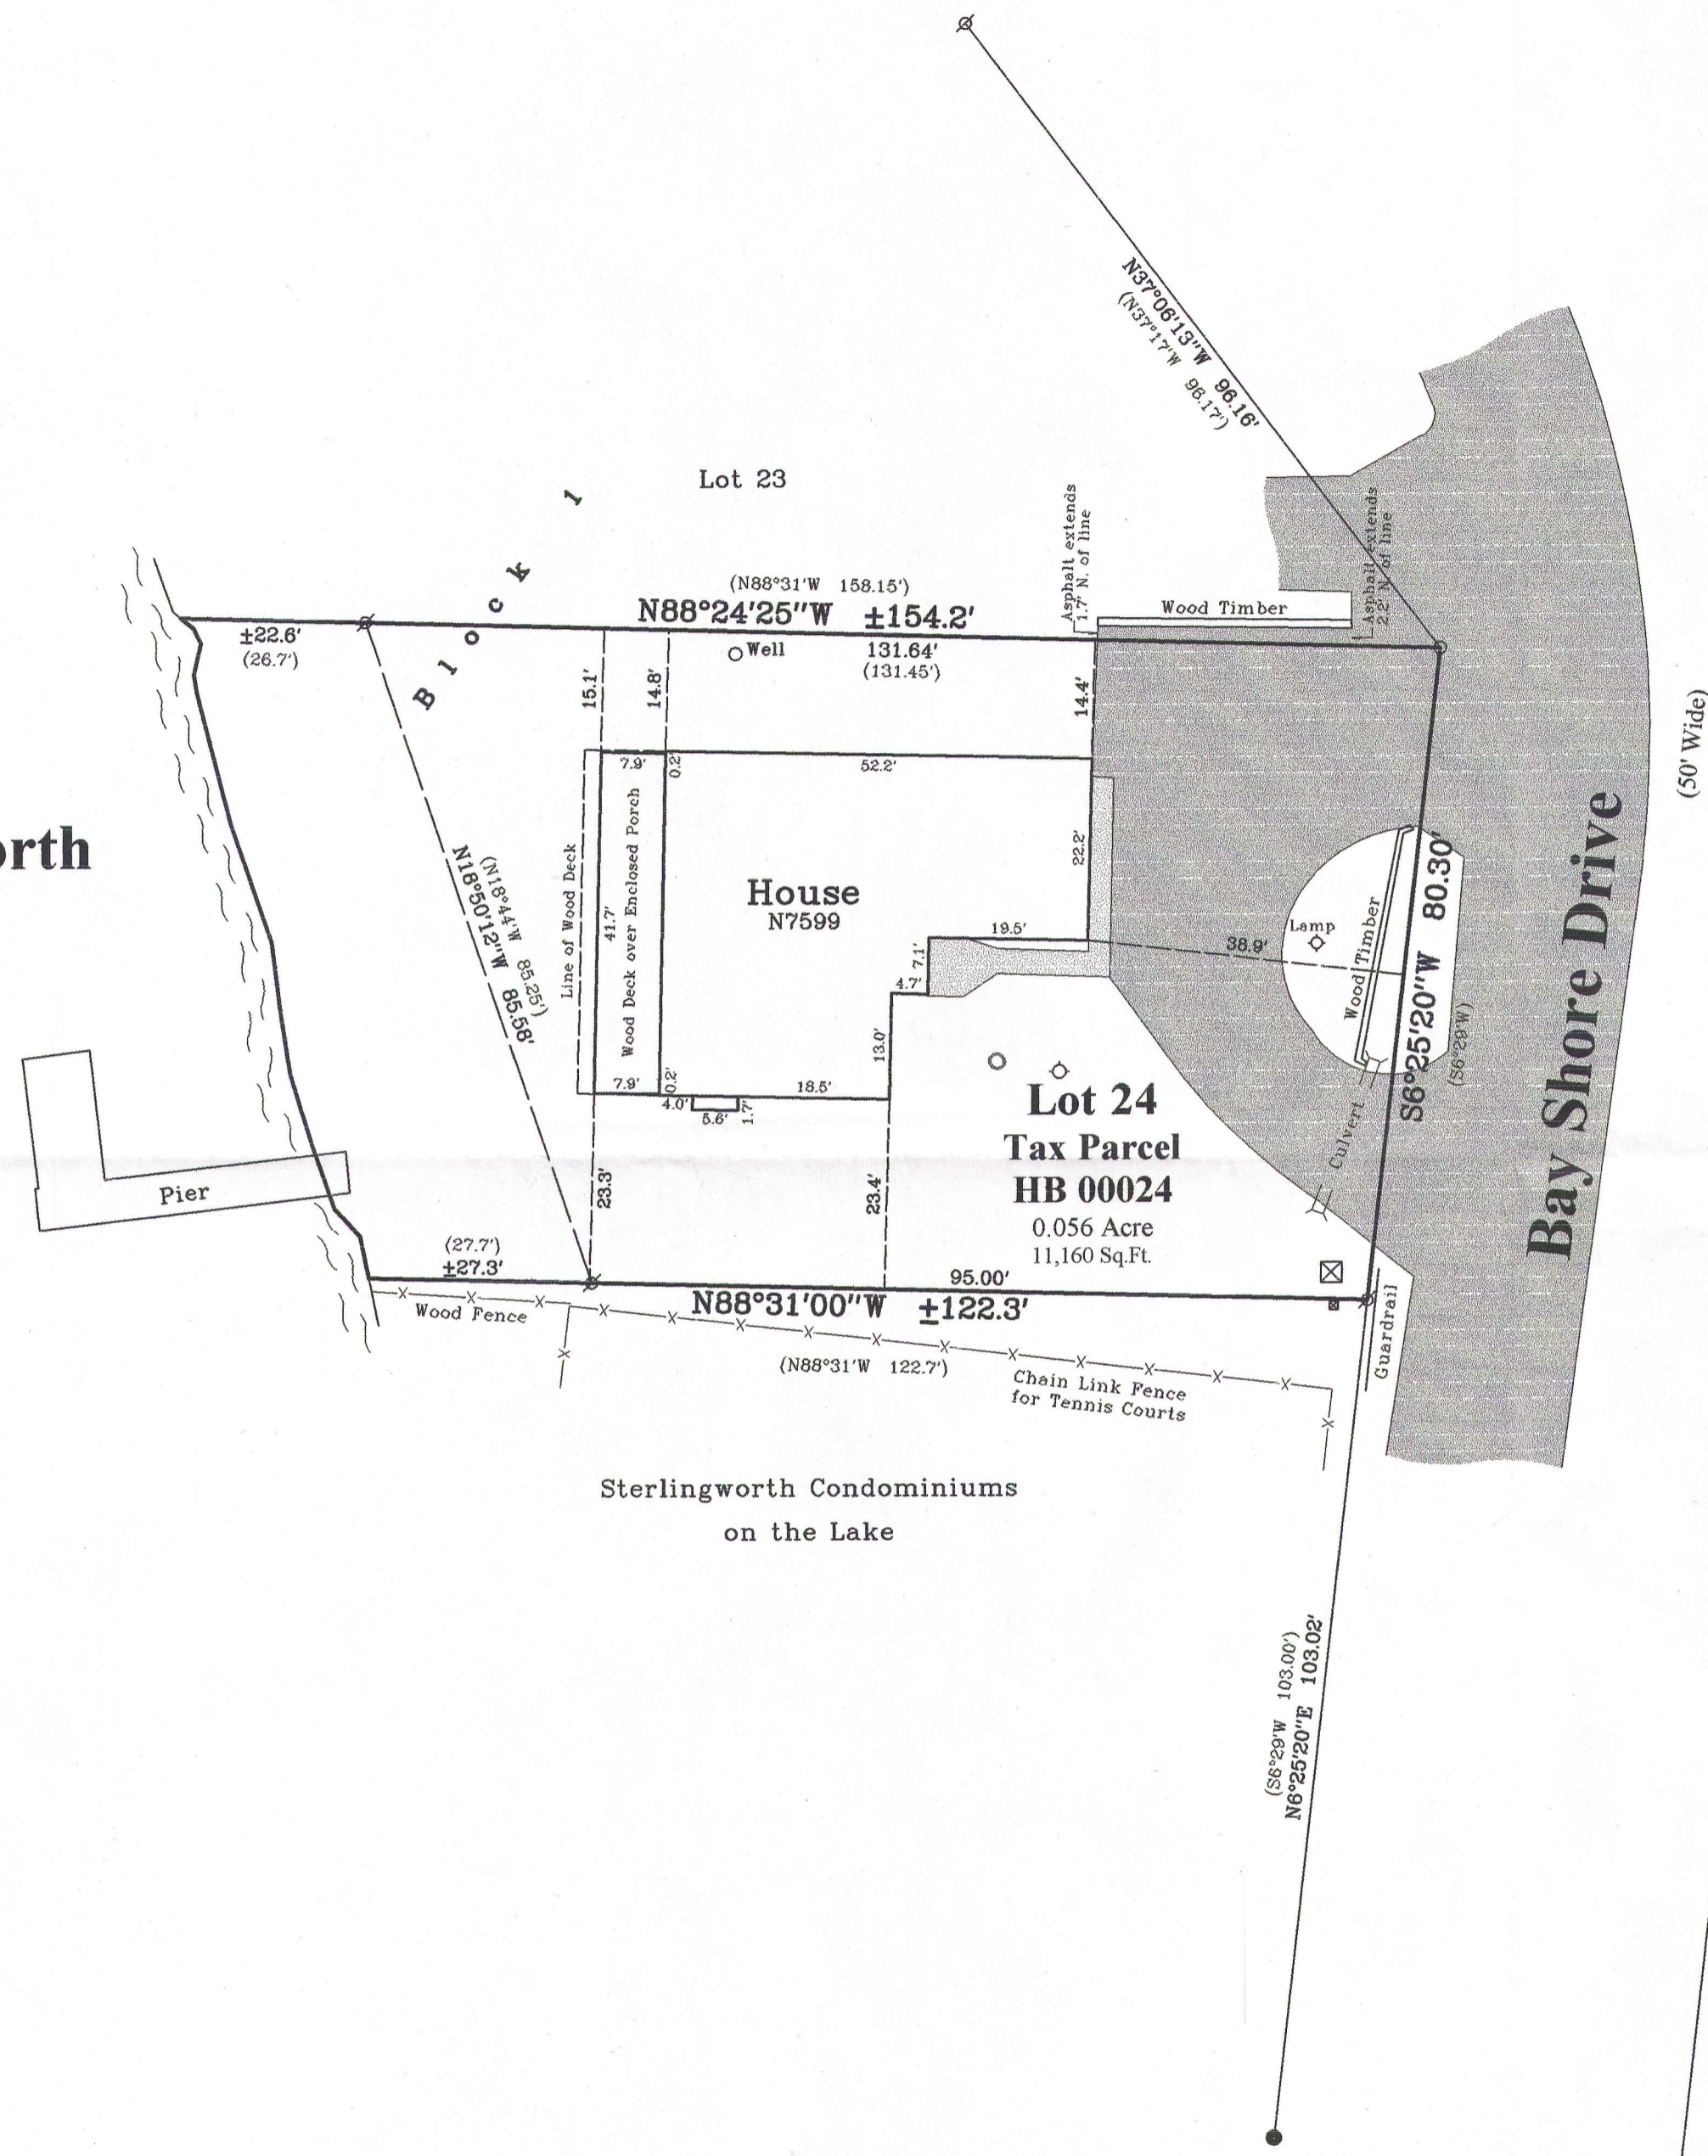 N37°06'13"W 96.16'
(N37°17'W 96.17')
Lot 23
Block 1
Asphalt extends
1.7' N. of line
Asphalt extends
2.2' N. of line
(N88°31'W 158.15')
N88°24'25"W ±154.2'
Wood Timber
±22.6'
(26.7')
Well
131.64'
(131.45')
15.1'
14.8'
14.4'
(50' Wide)
orth
7.9'
0.2'
52.2'
Line of Wood Deck
41.7'
Wood Deck over Enclosed Porch
House
N7599
22.2'
(N18°44'W 85.25')
N18°50'12"W 85.58'
19.5'
7.1'
4.7'
38.9'
Lamp
Wood Timber
S6°25'20"W 80.30'
(S6°29'W)
Bay Shore Drive
13.0'
7.9'
0.2'
18.5'
4.0'
5.6'
1.7'
Lot 24
Tax Parcel
HB 00024
0.056 Acre
11,160 Sq.Ft.
Culvert
Pier
23.3'
23.4'
(27.7')
±27.3'
95.00'
N88°31'00"W ±122.3'
Wood Fence
(N88°31'W 122.7')
Chain Link Fence
for Tennis Courts
Guardrail
Sterlingworth Condominiums
on the Lake
(S6°29'W 103.00')
N6°25'20"E 103.02'